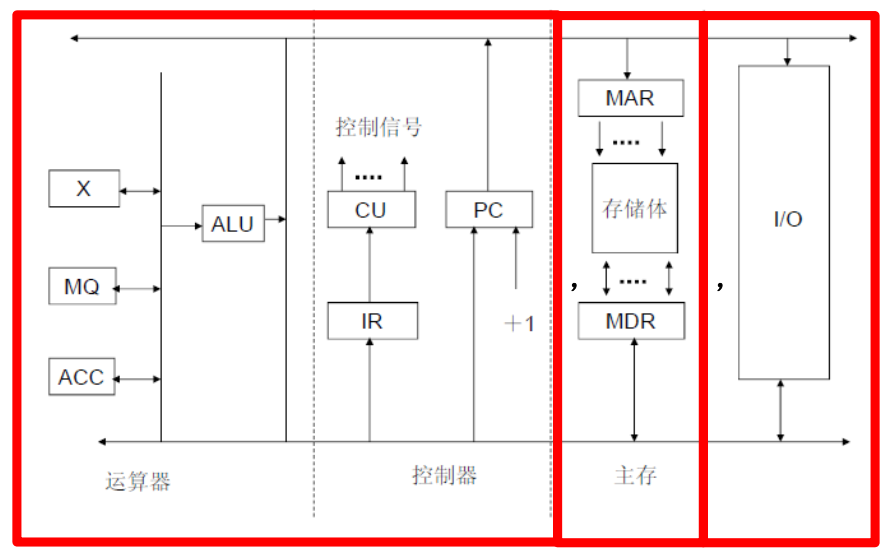 MAR
控制信号
....
....
X
CU
PC
存储体
I/O
ALU
MQ
，
....
，
IR
+1
MDR
ACC
运算器
控制器
主存